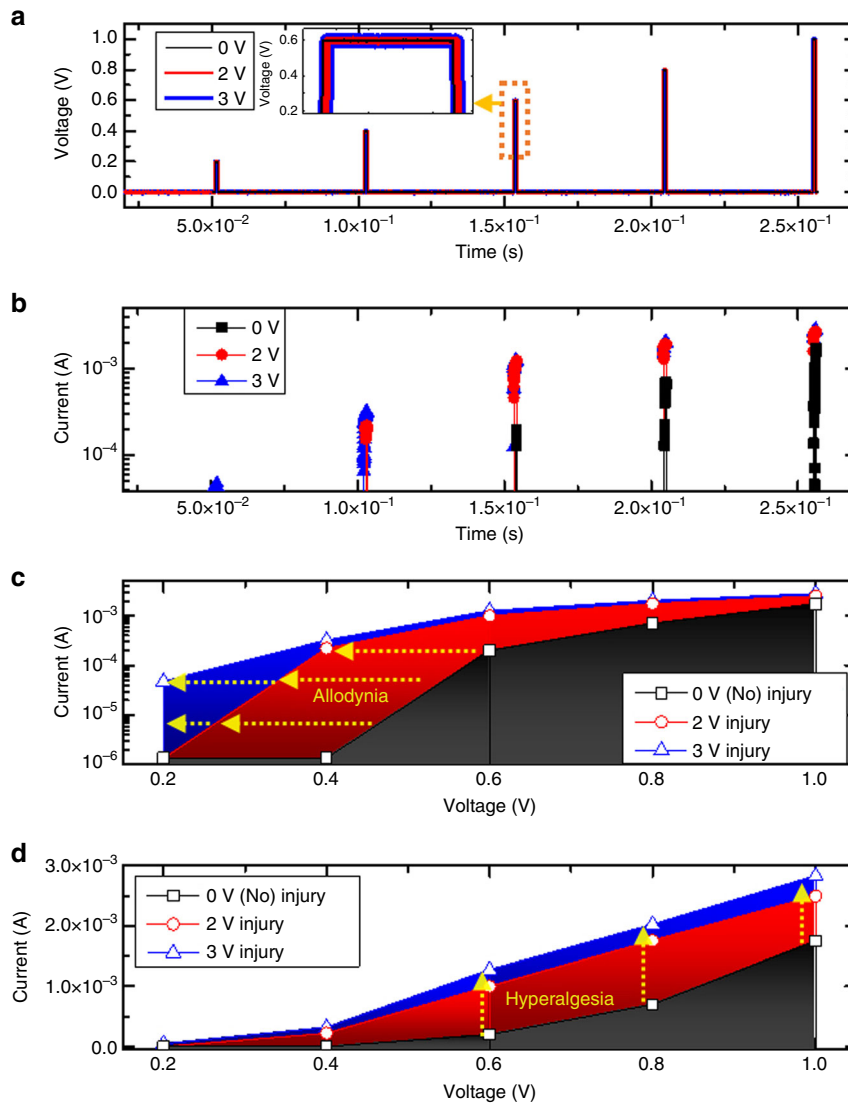 a
1.0
0.8
0.6
0.4
0.2
0.0
Voltage (V)
0 V
2 V
3 V
0.6
0.4
0.2
Voltage (V)
5.0×10⁻² 1.0×10⁻¹ 1.5×10⁻¹ 2.0×10⁻¹ 2.5×10⁻¹
Time (s)
b
10⁻³
10⁻⁴
Current (A)
0 V
2 V
3 V
5.0×10⁻² 1.0×10⁻¹ 1.5×10⁻¹ 2.0×10⁻¹ 2.5×10⁻¹
Time (s)
c
10⁻³
10⁻⁴
10⁻⁵
10⁻⁶
Current (A)
Allodynia
0 V (No) injury
2 V injury
3 V injury
0.2 0.4 0.6 0.8 1.0
Voltage (V)
d
3.0×10⁻³
2.0×10⁻³
1.0×10⁻³
0.0
Current (A)
0 V (No) injury
2 V injury
3 V injury
Hyperalgesia
0.2 0.4 0.6 0.8 1.0
Voltage (V)